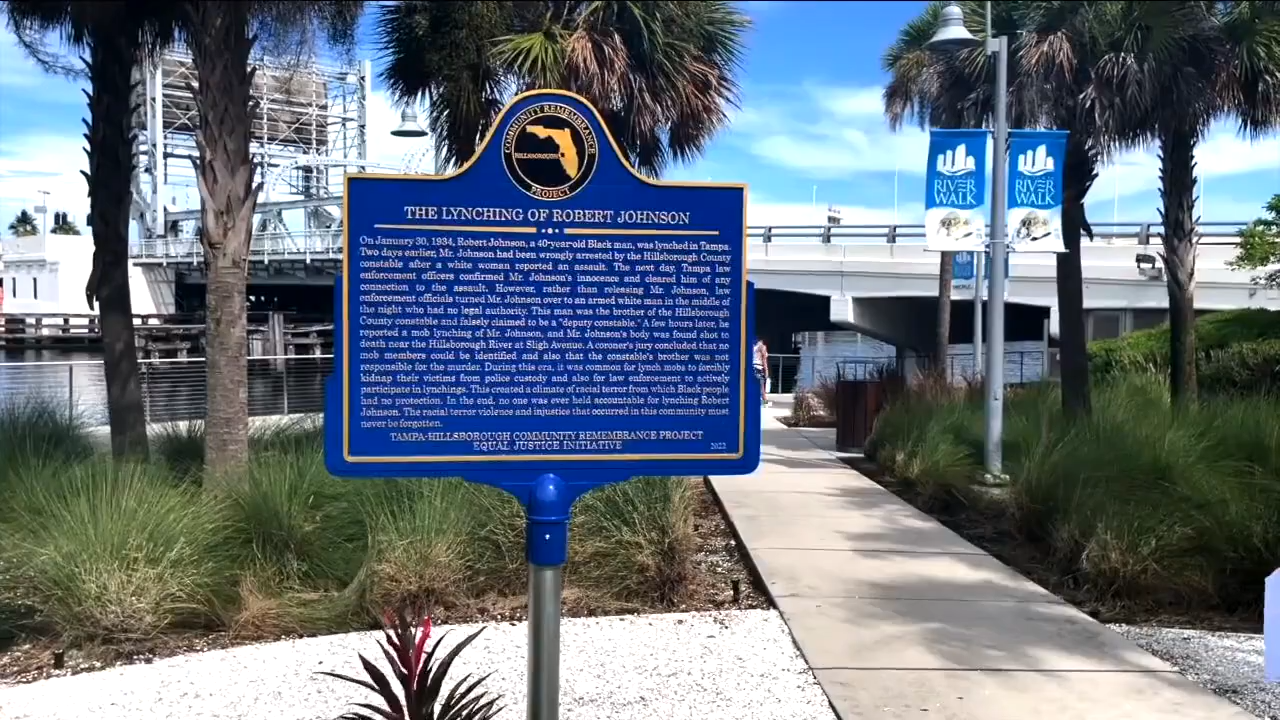 COMMUNITY REMEMBRANCE
HILLSBOROUGH
PROJECT
THE LYNCHING OF ROBERT JOHNSON
On January 30, 1934, Robert Johnson, a 40-year-old Black man, was lynched in Tampa.
Two days earlier, Mr. Johnson had been wrongly arrested by the Hillsborough County
constable after a white woman reported an assault. The next day, Tampa law
enforcement officers confirmed Mr. Johnson's innocence and cleared him of any
connection to the assault. However, rather than releasing Mr. Johnson, law
enforcement officials turned Mr. Johnson over to an armed white man in the middle of
the night who had no legal authority. This man was the brother of the Hillsborough
County constable and falsely claimed to be a "deputy constable." A few hours later, he
reported a mob lynching of Mr. Johnson, and Mr. Johnson's body was found shot to
death near the Hillsborough River at Sligh Avenue. A coroner's jury concluded that no
mob members could be identified and also that the constable's brother was not
responsible for the murder. During this era, it was common for lynch mobs to forcibly
kidnap their victims from police custody and also for law enforcement to actively
participate in lynchings. This created a climate of racial terror from which Black people
had no protection. In the end, no one was ever held accountable for lynching Robert
Johnson. The racial terror violence and injustice that occurred in this community must
never be forgotten.
TAMPA-HILLSBOROUGH COMMUNITY REMEMBRANCE PROJECT
EQUAL JUSTICE INITIATIVE
2022
RIVER
WALK
RIVER
WALK